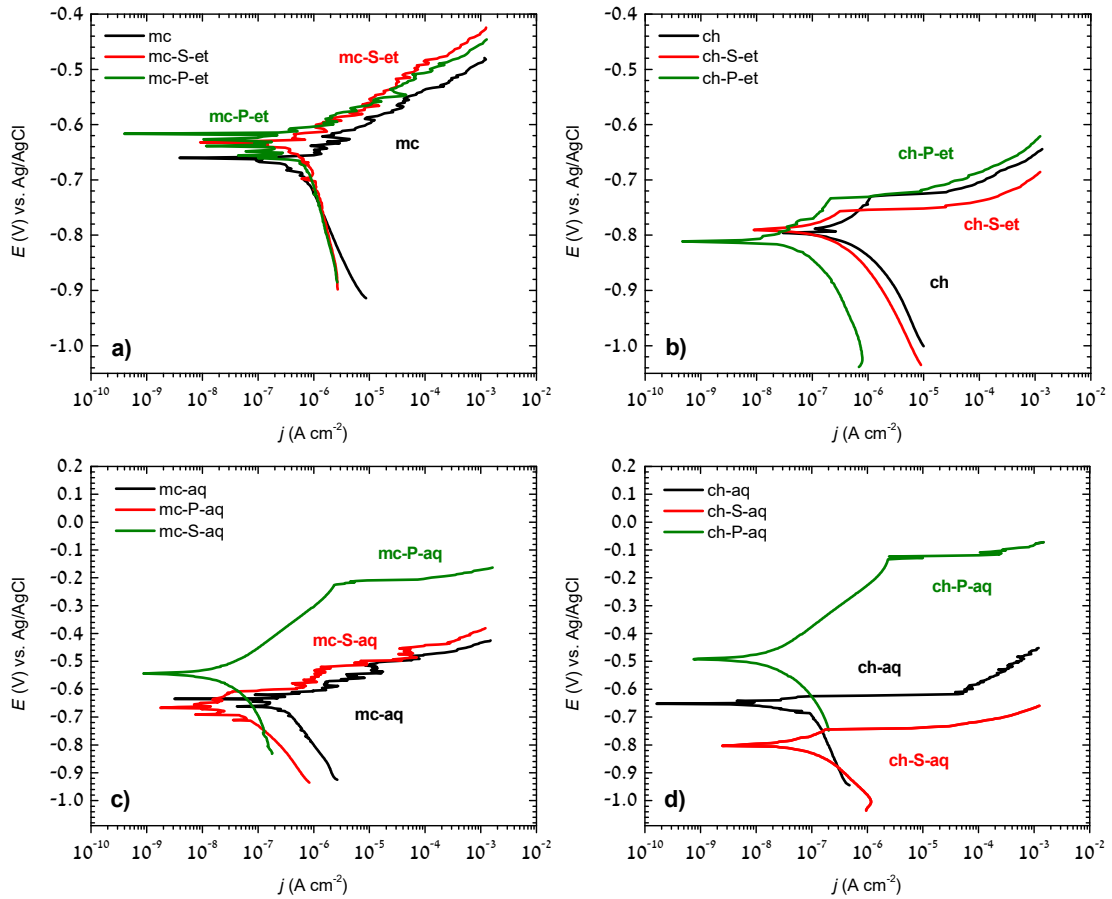 -0.4
-0.5
-0.6
-0.7
-0.8
-0.9
-1.0
E (V) vs. Ag/AgCl
mc
mc-S-et
mc-P-et
mc-S-et
mc-P-et
mc
a)
10⁻¹⁰ 10⁻⁹ 10⁻⁸ 10⁻⁷ 10⁻⁶ 10⁻⁵ 10⁻⁴ 10⁻³ 10⁻²
j (A cm⁻²)
-0.4
-0.5
-0.6
-0.7
-0.8
-0.9
-1.0
E (V) vs. Ag/AgCl
ch
ch-S-et
ch-P-et
ch-P-et
ch-S-et
ch
b)
10⁻¹⁰ 10⁻⁹ 10⁻⁸ 10⁻⁷ 10⁻⁶ 10⁻⁵ 10⁻⁴ 10⁻³ 10⁻²
j (A cm⁻²)
0.2
0.1
0.0
-0.1
-0.2
-0.3
-0.4
-0.5
-0.6
-0.7
-0.8
-0.9
-1.0
E (V) vs. Ag/AgCl
mc-aq
mc-P-aq
mc-S-aq
mc-P-aq
mc-S-aq
mc-aq
c)
10⁻¹⁰ 10⁻⁹ 10⁻⁸ 10⁻⁷ 10⁻⁶ 10⁻⁵ 10⁻⁴ 10⁻³ 10⁻²
j (A cm⁻²)
0.2
0.1
0.0
-0.1
-0.2
-0.3
-0.4
-0.5
-0.6
-0.7
-0.8
-0.9
-1.0
E (V) vs. Ag/AgCl
ch-aq
ch-S-aq
ch-P-aq
ch-P-aq
ch-aq
ch-S-aq
d)
10⁻¹⁰ 10⁻⁹ 10⁻⁸ 10⁻⁷ 10⁻⁶ 10⁻⁵ 10⁻⁴ 10⁻³ 10⁻²
j (A cm⁻²)